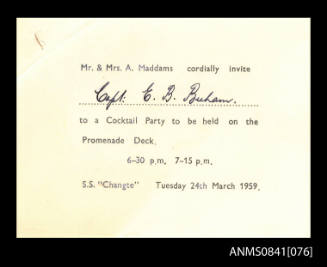 Mr. & Mrs. A. Maddams cordially invite
Capt. E. B. Beeham.
to a Cocktail Party to be held on the
Promenade Deck.
6-30 p.m. 7-15 p.m.
S.S. "Changte" Tuesday 24th March 1959.
ANMS0841[076]